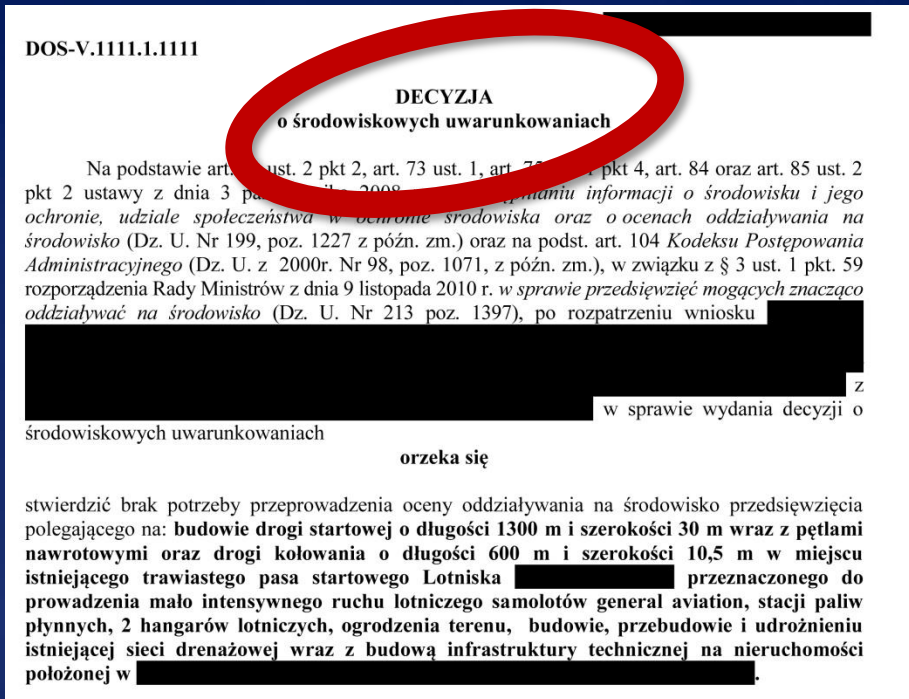 DOS-V.1111.1.1111
DECYZJA
o środowiskowych uwarunkowaniach
Na podstawie art. ust. 2 pkt 2, art. 73 ust. 1, art. pkt 4, art. 84 oraz art. 85 ust. 2
pkt 2 ustawy z dnia 3 2008 informacji o środowisku i jego
ochronie, udziale społeczeństwa w ochronie środowiska oraz o ocenach oddziaływania na
środowisko (Dz. U. Nr 199, poz. 1227 z późn. zm.) oraz na podst. art. 104 Kodeksu Postępowania
Administracyjnego (Dz. U. z 2000r. Nr 98, poz. 1071, z późn. zm.), w związku z § 3 ust. 1 pkt. 59
rozporządzenia Rady Ministrów z dnia 9 listopada 2010 r. w sprawie przedsięwzięć mogących znacząco
oddziaływać na środowisko (Dz. U. Nr 213 poz. 1397), po rozpatrzeniu wniosku
z
w sprawie wydania decyzji o
środowiskowych uwarunkowaniach
orzeka się
stwierdzić brak potrzeby przeprowadzenia oceny oddziaływania na środowisko przedsięwzięcia
polegającego na: budowie drogi startowej o długości 1300 m i szerokości 30 m wraz z pętlami
nawrotowymi oraz drogi kołowania o długości 600 m i szerokości 10,5 m w miejscu
istniejącego trawiastego pasa startowego Lotniska przeznaczonego do
prowadzenia mało intensywnego ruchu lotniczego samolotów general aviation, stacji paliw
płynnych, 2 hangarów lotniczych, ogrodzenia terenu, budowie, przebudowie i udrożnieniu
istniejącej sieci drenażowej wraz z budową infrastruktury technicznej na nieruchomości
położonej w .